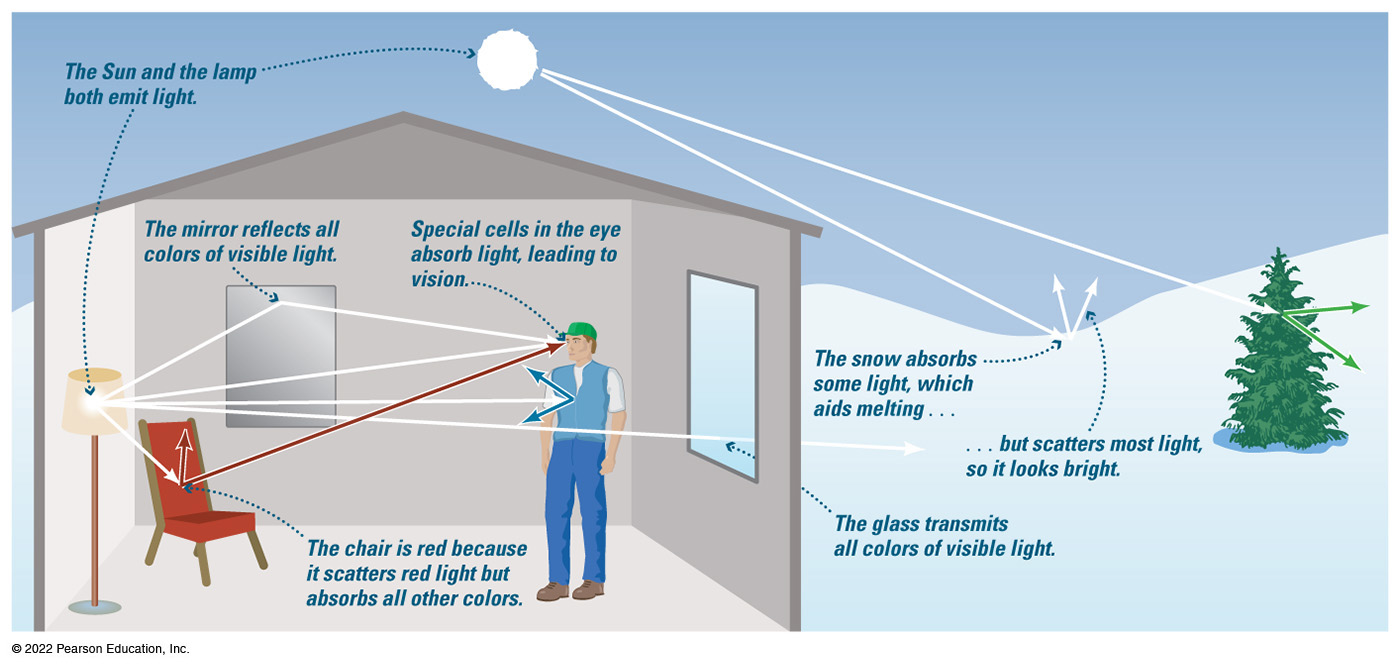 The Sun and the lamp
both emit light.
The mirror reflects all
colors of visible light.
Special cells in the eye
absorb light, leading to
vision.
The snow absorbs
some light, which
aids melting . . .
. . . but scatters most light,
so it looks bright.
The glass transmits
all colors of visible light.
The chair is red because
it scatters red light but
absorbs all other colors.
© 2022 Pearson Education, Inc.